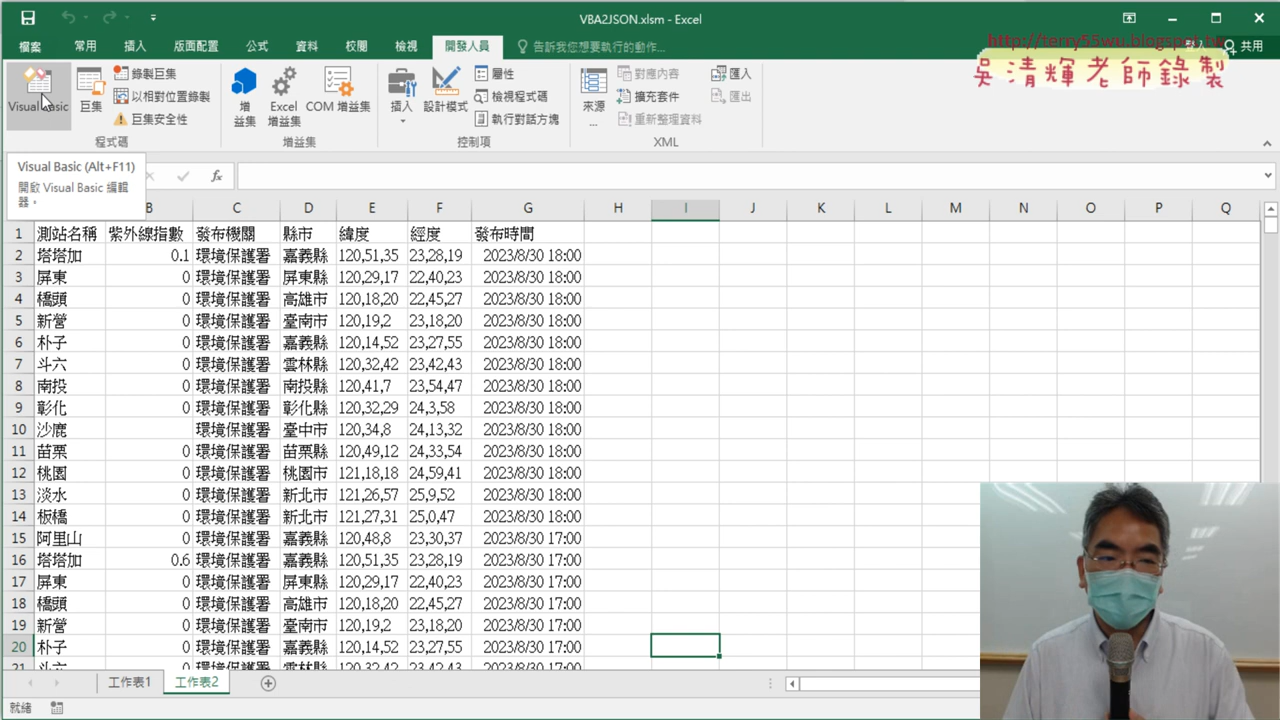 VBA2JSON.xlsm - Excel
http://terry55wu.blogspot.tw
吳清輝老師錄製
檔案 常用 插入 版面配置 公式 資料 校閱 檢視 開發人員 告訴我您想要執行的動作... 共用
Visual Basic 巨集 錄製巨集 以相對位置錄製 巨集安全性
增益集 Excel 增益集 COM 增益集
插入 設計模式 屬性 檢視程式碼 執行對話方塊
來源... 對應內容 擴充套件 重新整理資料 匯入 匯出
程式碼 增益集 控制項 XML
Visual Basic (Alt+F11)
開啟 Visual Basic 編輯器。
fx
B C D E F G H I J K L M N O P Q
1 測站名稱 紫外線指數 發布機關 縣市 緯度 經度 發布時間
2 塔塔加 0.1 環境保護署 嘉義縣 120,51,35 23,28,19 2023/8/30 18:00
3 屏東 0 環境保護署 屏東縣 120,29,17 22,40,23 2023/8/30 18:00
4 橋頭 0 環境保護署 高雄市 120,18,20 22,45,27 2023/8/30 18:00
5 新營 0 環境保護署 臺南市 120,19,2 23,18,20 2023/8/30 18:00
6 朴子 0 環境保護署 嘉義縣 120,14,52 23,27,55 2023/8/30 18:00
7 斗六 0 環境保護署 雲林縣 120,32,42 23,42,43 2023/8/30 18:00
8 南投 0 環境保護署 南投縣 120,41,7 23,54,47 2023/8/30 18:00
9 彰化 0 環境保護署 彰化縣 120,32,29 24,3,58 2023/8/30 18:00
10 沙鹿 環境保護署 臺中市 120,34,8 24,13,32 2023/8/30 18:00
11 苗栗 0 環境保護署 苗栗縣 120,49,12 24,33,54 2023/8/30 18:00
12 桃園 0 環境保護署 桃園市 121,18,18 24,59,41 2023/8/30 18:00
13 淡水 0 環境保護署 新北市 121,26,57 25,9,52 2023/8/30 18:00
14 板橋 0 環境保護署 新北市 121,27,31 25,0,47 2023/8/30 18:00
15 阿里山 0 環境保護署 嘉義縣 120,48,8 23,30,37 2023/8/30 17:00
16 塔塔加 0.6 環境保護署 嘉義縣 120,51,35 23,28,19 2023/8/30 17:00
17 屏東 0 環境保護署 屏東縣 120,29,17 22,40,23 2023/8/30 17:00
18 橋頭 0 環境保護署 高雄市 120,18,20 22,45,27 2023/8/30 17:00
19 新營 0 環境保護署 臺南市 120,19,2 23,18,20 2023/8/30 17:00
20 朴子 0 環境保護署 嘉義縣 120,14,52 23,27,55 2023/8/30 17:00
21 斗六 0 環境保護署 雲林縣 120,32,42 23,42,43 2023/8/30 17:00
工作表1 工作表2
就緒